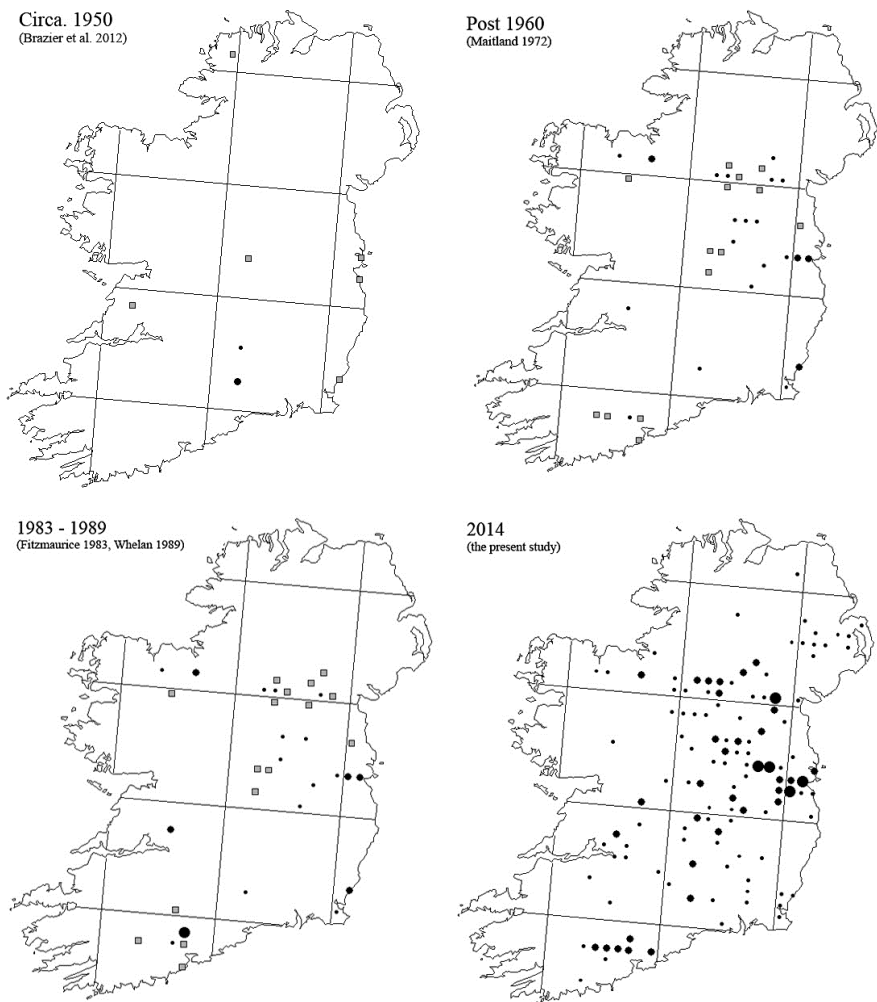 Circa. 1950
(Brazier et al. 2012)
Post 1960
(Maitland 1972)
1983 - 1989
(Fitzmaurice 1983, Whelan 1989)
2014
(the present study)